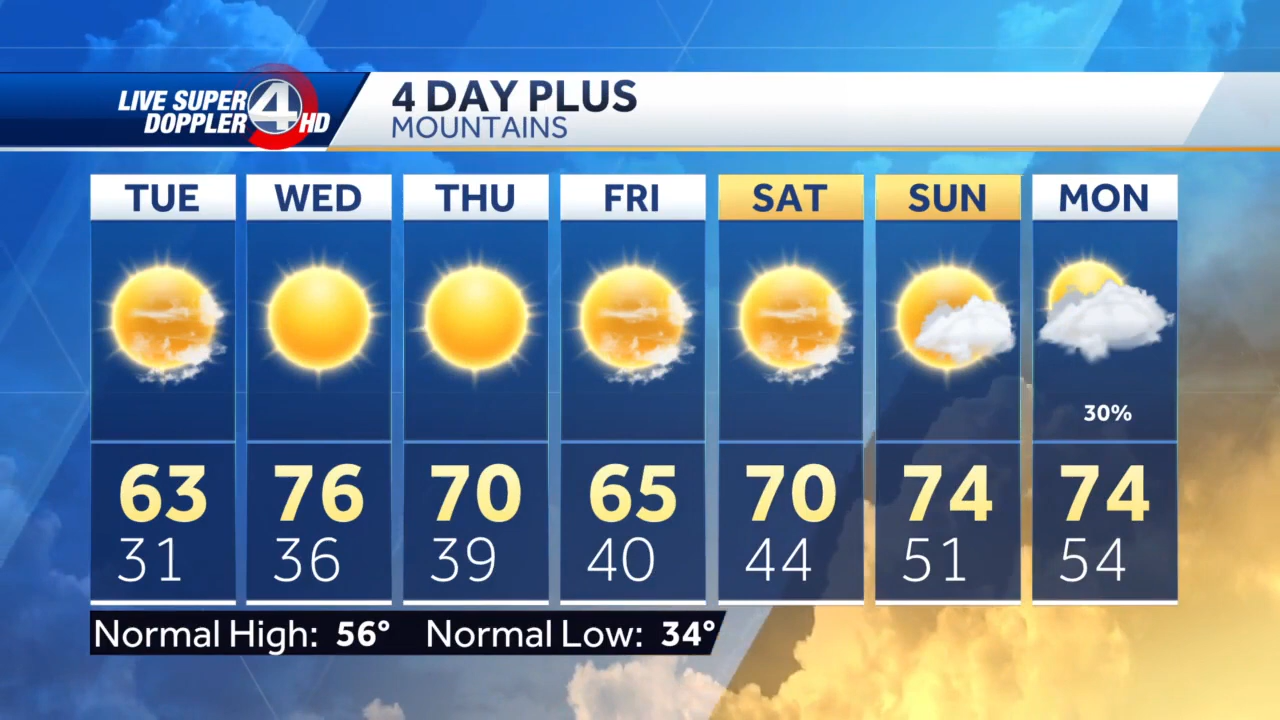 LIVE SUPER
DOPPLER 4 HD
4 DAY PLUS
MOUNTAINS
TUE WED THU FRI SAT SUN MON
30%
63 76 70 65 70 74 74
31 36 39 40 44 51 54
Normal High: 56° Normal Low: 34°